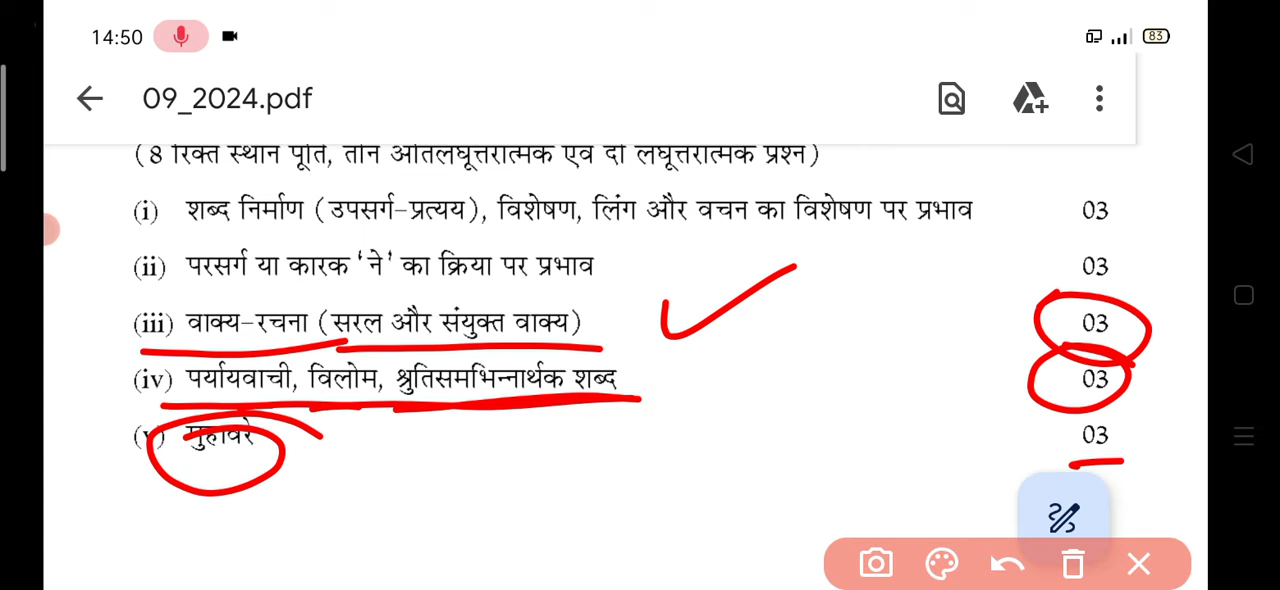 14:50
83
09_2024.pdf
(8 रिक्त स्थान पूर्ति, तीन अतिलघूत्तरात्मक एवं दो लघूत्तरात्मक प्रश्न)
(i) शब्द निर्माण (उपसर्ग-प्रत्यय), विशेषण, लिंग और वचन का विशेषण पर प्रभाव 03
(ii) परसर्ग या कारक 'ने' का क्रिया पर प्रभाव 03
(iii) वाक्य-रचना (सरल और संयुक्त वाक्य) 03
(iv) पर्यायवाची, विलोम, श्रुतिसमभिन्नार्थक शब्द 03
(v) मुहावरे 03